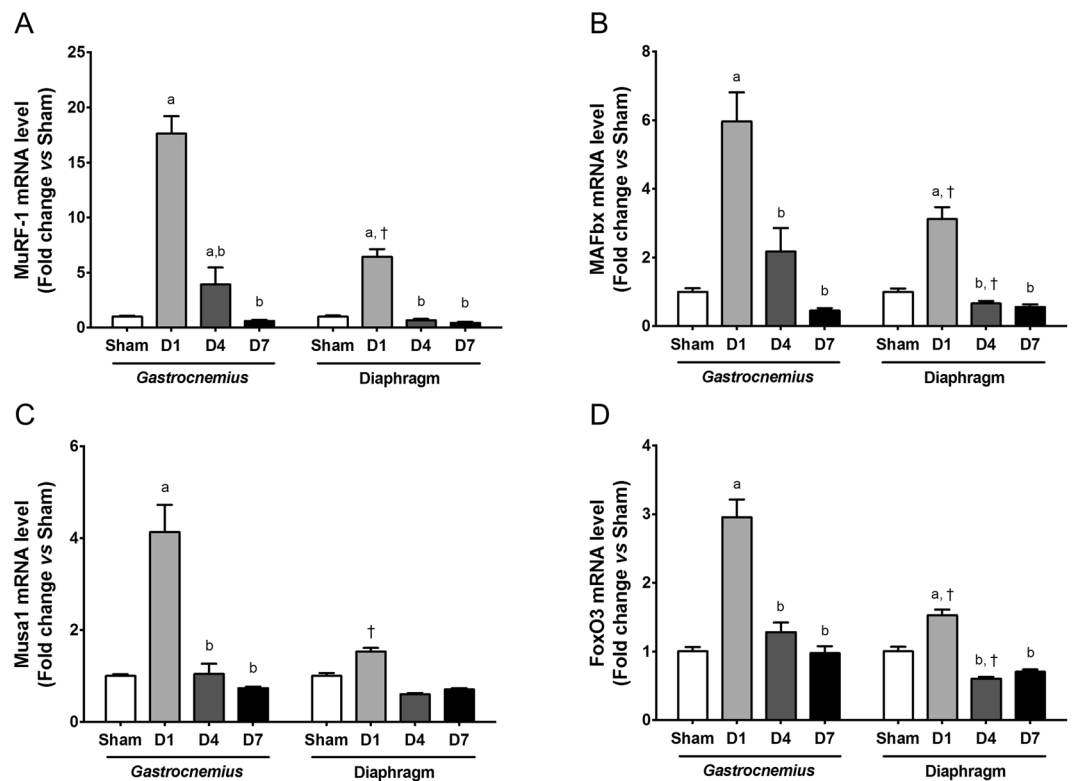 A
MuRF-1 mRNA level
(Fold change vs Sham)
25
20
15
10
5
0
a
a,b
b
a, †
b
b
Sham D1 D4 D7 Sham D1 D4 D7
Gastrocnemius Diaphragm
B
MAFbx mRNA level
(Fold change vs Sham)
8
6
4
2
0
a
b
b
a, †
b, †
b
Sham D1 D4 D7 Sham D1 D4 D7
Gastrocnemius Diaphragm
C
Musa1 mRNA level
(Fold change vs Sham)
6
4
2
0
a
b
b
†
Sham D1 D4 D7 Sham D1 D4 D7
Gastrocnemius Diaphragm
D
FoxO3 mRNA level
(Fold change vs Sham)
4
3
2
1
0
a
b
b
a, †
b, †
b
Sham D1 D4 D7 Sham D1 D4 D7
Gastrocnemius Diaphragm